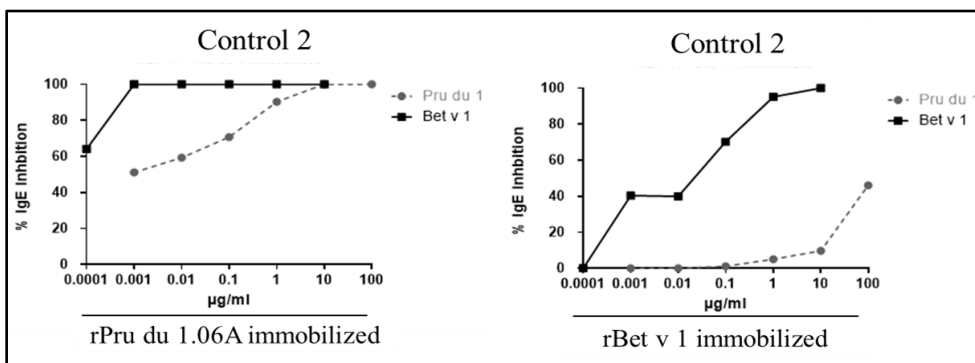 Control 2
% IgE Inhbition
100
80
60
40
20
0
0.0001 0.001 0.01 0.1 1 10 100
µg/ml
Pru du 1
Bet v 1
rPru du 1.06A immobilized
Control 2
% IgE Inhbition
100
80
60
40
20
0
0.0001 0.001 0.01 0.1 1 10 100
µg/ml
Pru du 1
Bet v 1
rBet v 1 immobilized